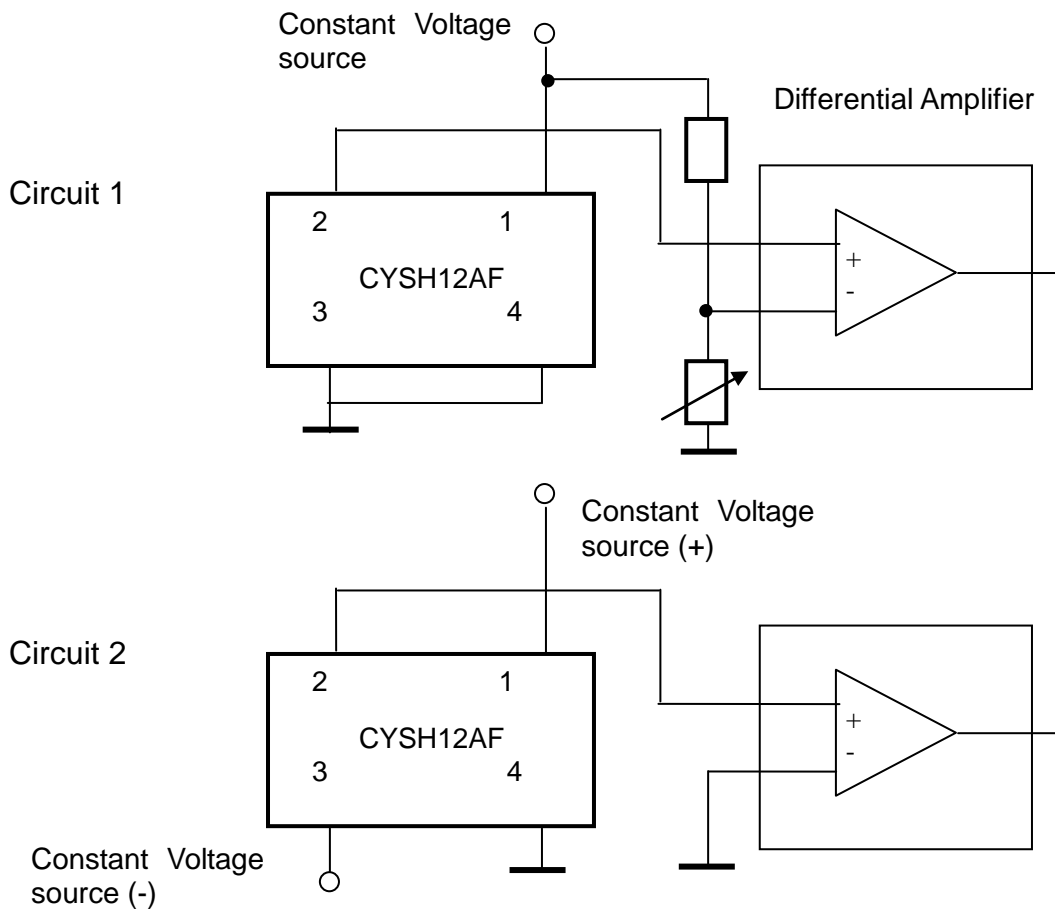 Constant Voltage
source
Differential Amplifier
Circuit 1
2 1
CYSH12AF
3 4
+
-
Constant Voltage
source (+)
Circuit 2
2 1
CYSH12AF
3 4
+
-
Constant Voltage
source (-)